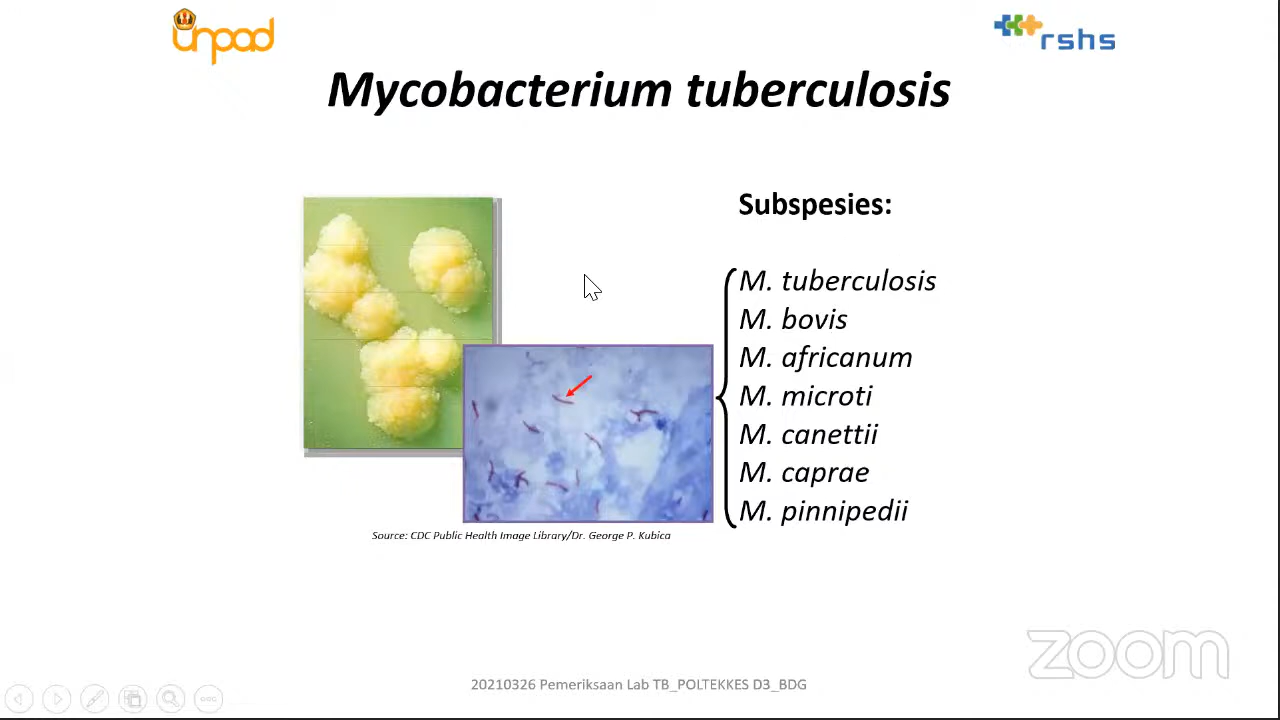 unpad
rshs
Mycobacterium tuberculosis
Subspesies:
M. tuberculosis
M. bovis
M. africanum
M. microti
M. canettii
M. caprae
M. pinnipedii
Source: CDC Public Health Image Library/Dr. George P. Kubica
zoom
20210326 Pemeriksaan Lab TB_POLTEKKES D3_BDG